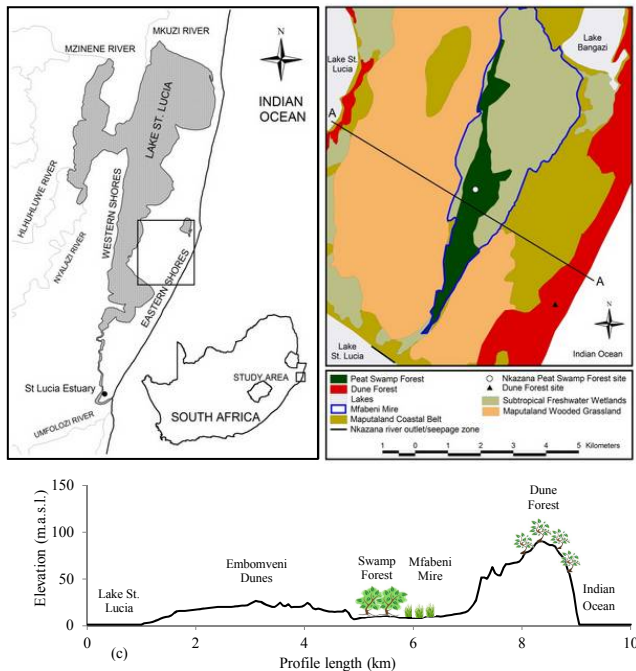 MZINENE RIVER
MKUZI RIVER
N
INDIAN
OCEAN
LAKE ST. LUCIA
WESTERN SHORES
HLHUHLUWE RIVER
NYALAZI RIVER
EASTERN SHORES
St Lucia Estuary
UMFOLOZI RIVER
STUDY AREA
SOUTH AFRICA
Lake
Bangazi
Lake St.
Lucia
A
A
N
Lake
St. Lucia
Indian Ocean
Peat Swamp Forest
Dune Forest
Lakes
Mfabeni Mire
Maputaland Coastal Belt
Nkazana river outlet/seepage zone
Nkazana Peat Swamp Forest site
Dune Forest site
Subtropical Freshwater Wetlands
Maputaland Wooded Grassland
1 0 1 2 3 4 5 Kilometers
Elevation (m.a.s.l.)
150
100
50
0
Lake St.
Lucia
Embomveni
Dunes
Swamp
Forest
Mfabeni
Mire
Dune
Forest
Indian
Ocean
0 2 4 6 8 10
(c)
Profile length (km)